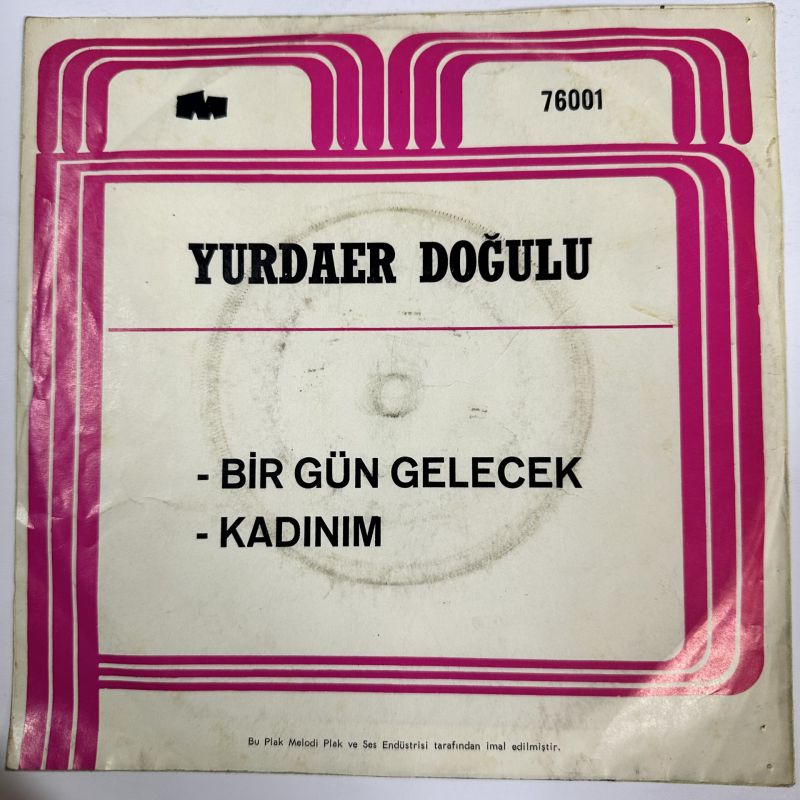 76001
YURDAER DOĞULU
- BİR GÜN GELECEK
- KADINIM
Bu Plak Melodi Plak ve Ses Endüstrisi tarafından imal edilmiştir.